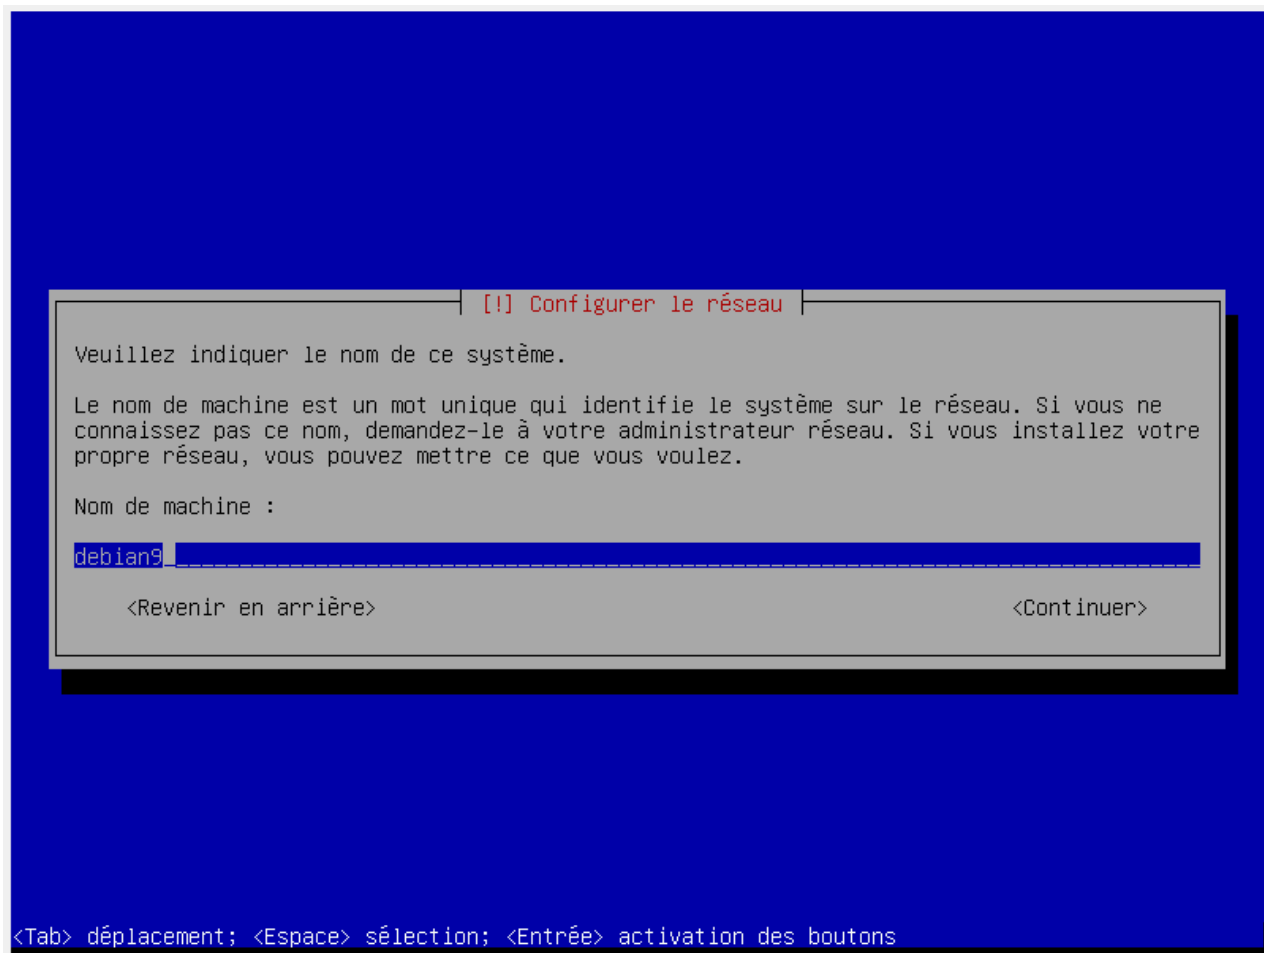 [!] Configurer le réseau
Veuillez indiquer le nom de ce système.
Le nom de machine est un mot unique qui identifie le système sur le réseau. Si vous ne
connaissez pas ce nom, demandez-le à votre administrateur réseau. Si vous installez votre
propre réseau, vous pouvez mettre ce que vous voulez.
Nom de machine :
debian9
<Revenir en arrière> <Continuer>
<Tab> déplacement; <Espace> sélection; <Entrée> activation des boutons